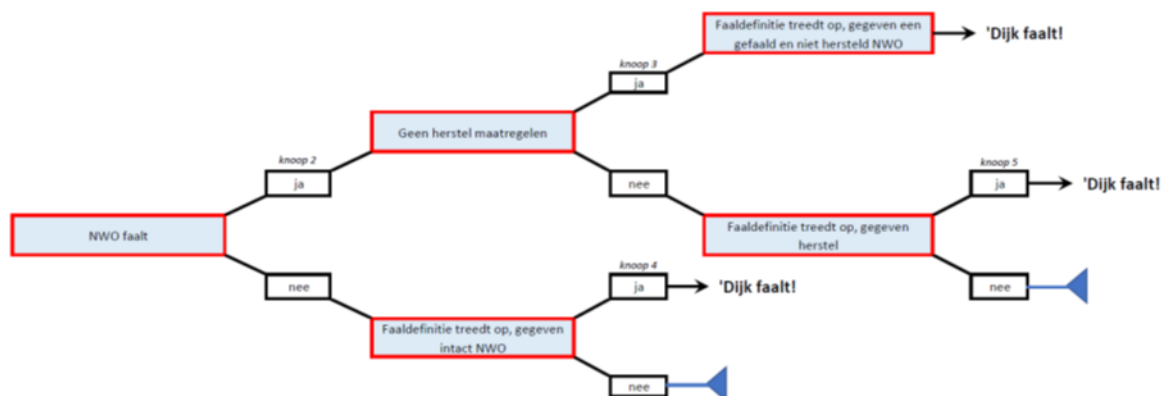 Faaldefinitie treedt op, gegeven een
gefaald en niet hersteld NWO
'Dijk faalt!
knoop 3
ja
Geen herstel maatregelen
knoop 2
ja
nee
knoop 5
ja
'Dijk faalt!
NWO faalt
Faaldefinitie treedt op, gegeven
herstel
nee
knoop 4
ja
'Dijk faalt!
nee
Faaldefinitie treedt op, gegeven
intact NWO
nee